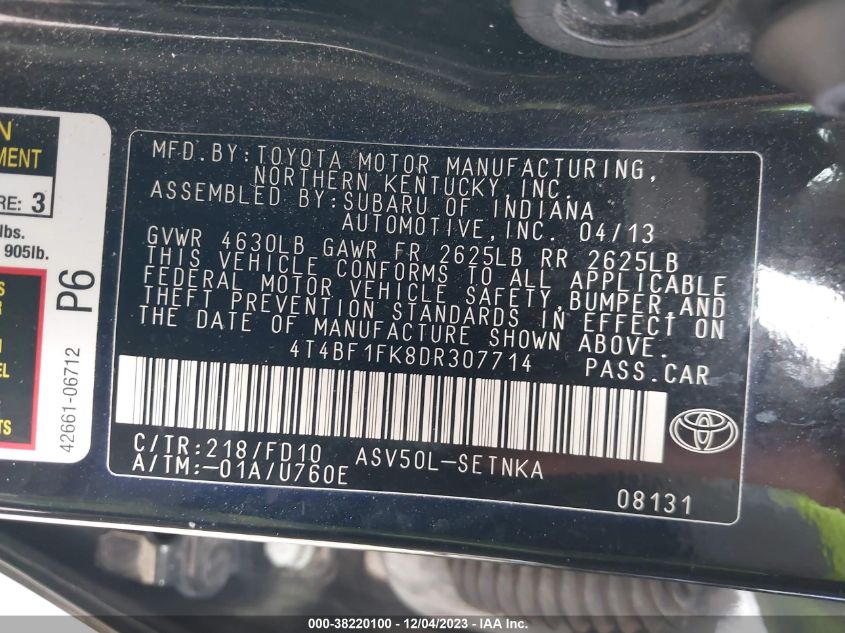 N
MENT
RE: 3
lbs.
905lb.
S
R
EL
TS
42661-06712
P6
MFD.BY:TOYOTA MOTOR MANUFACTURING,
NORTHERN KENTUCKY,INC.
ASSEMBLED BY:SUBARU OF INDIANA
AUTOMOTIVE,INC. 04/13
GVWR 4630LB GAWR FR 2625LB RR 2625LB
THIS VEHICLE CONFORMS TO ALL APPLICABLE
FEDERAL MOTOR VEHICLE SAFETY,BUMPER,AND
THEFT PREVENTION STANDARDS IN EFFECT ON
THE DATE OF MANUFACTURE SHOWN ABOVE.
4T4BF1FK8DR307714 PASS.CAR
C/TR:218/FD10 ASV50L-SETNKA
A/TM:-01A/U760E
08131
000-38220100 - 12/04/2023 - IAA Inc.